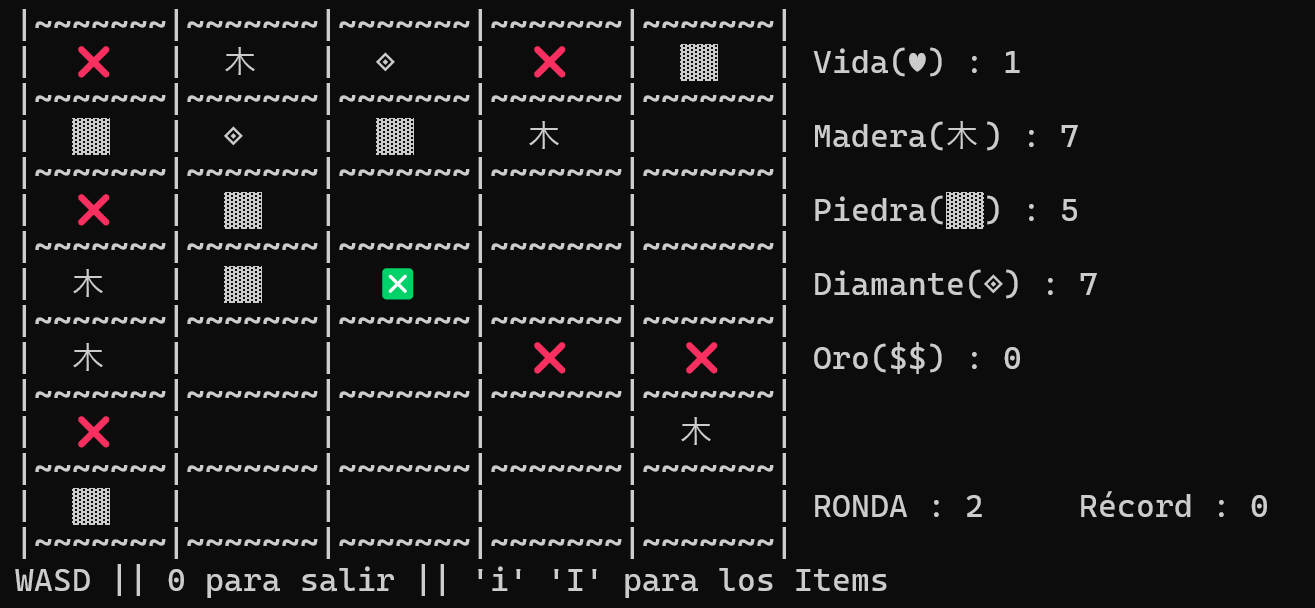 |~~~~~~~|~~~~~~~|~~~~~~~|~~~~~~~|~~~~~~~|
| ❌ | 木 | ⟐ | ❌ | ▓▓ | Vida(♥) : 1
|~~~~~~~|~~~~~~~|~~~~~~~|~~~~~~~|~~~~~~~|
| ▓▓ | ⟐ | ▓▓ | 木 | | Madera(木) : 7
|~~~~~~~|~~~~~~~|~~~~~~~|~~~~~~~|~~~~~~~|
| ❌ | ▓▓ | | | | Piedra(▓▓) : 5
|~~~~~~~|~~~~~~~|~~~~~~~|~~~~~~~|~~~~~~~|
| 木 | ▓▓ | ❎ | | | Diamante(⟐) : 7
|~~~~~~~|~~~~~~~|~~~~~~~|~~~~~~~|~~~~~~~|
| 木 | | | ❌ | ❌ | Oro($$) : 0
|~~~~~~~|~~~~~~~|~~~~~~~|~~~~~~~|~~~~~~~|
| ❌ | | | | 木 |
|~~~~~~~|~~~~~~~|~~~~~~~|~~~~~~~|~~~~~~~|
| ▓▓ | | | | | RONDA : 2 Récord : 0
|~~~~~~~|~~~~~~~|~~~~~~~|~~~~~~~|~~~~~~~|
WASD || 0 para salir || 'i' 'I' para los Items